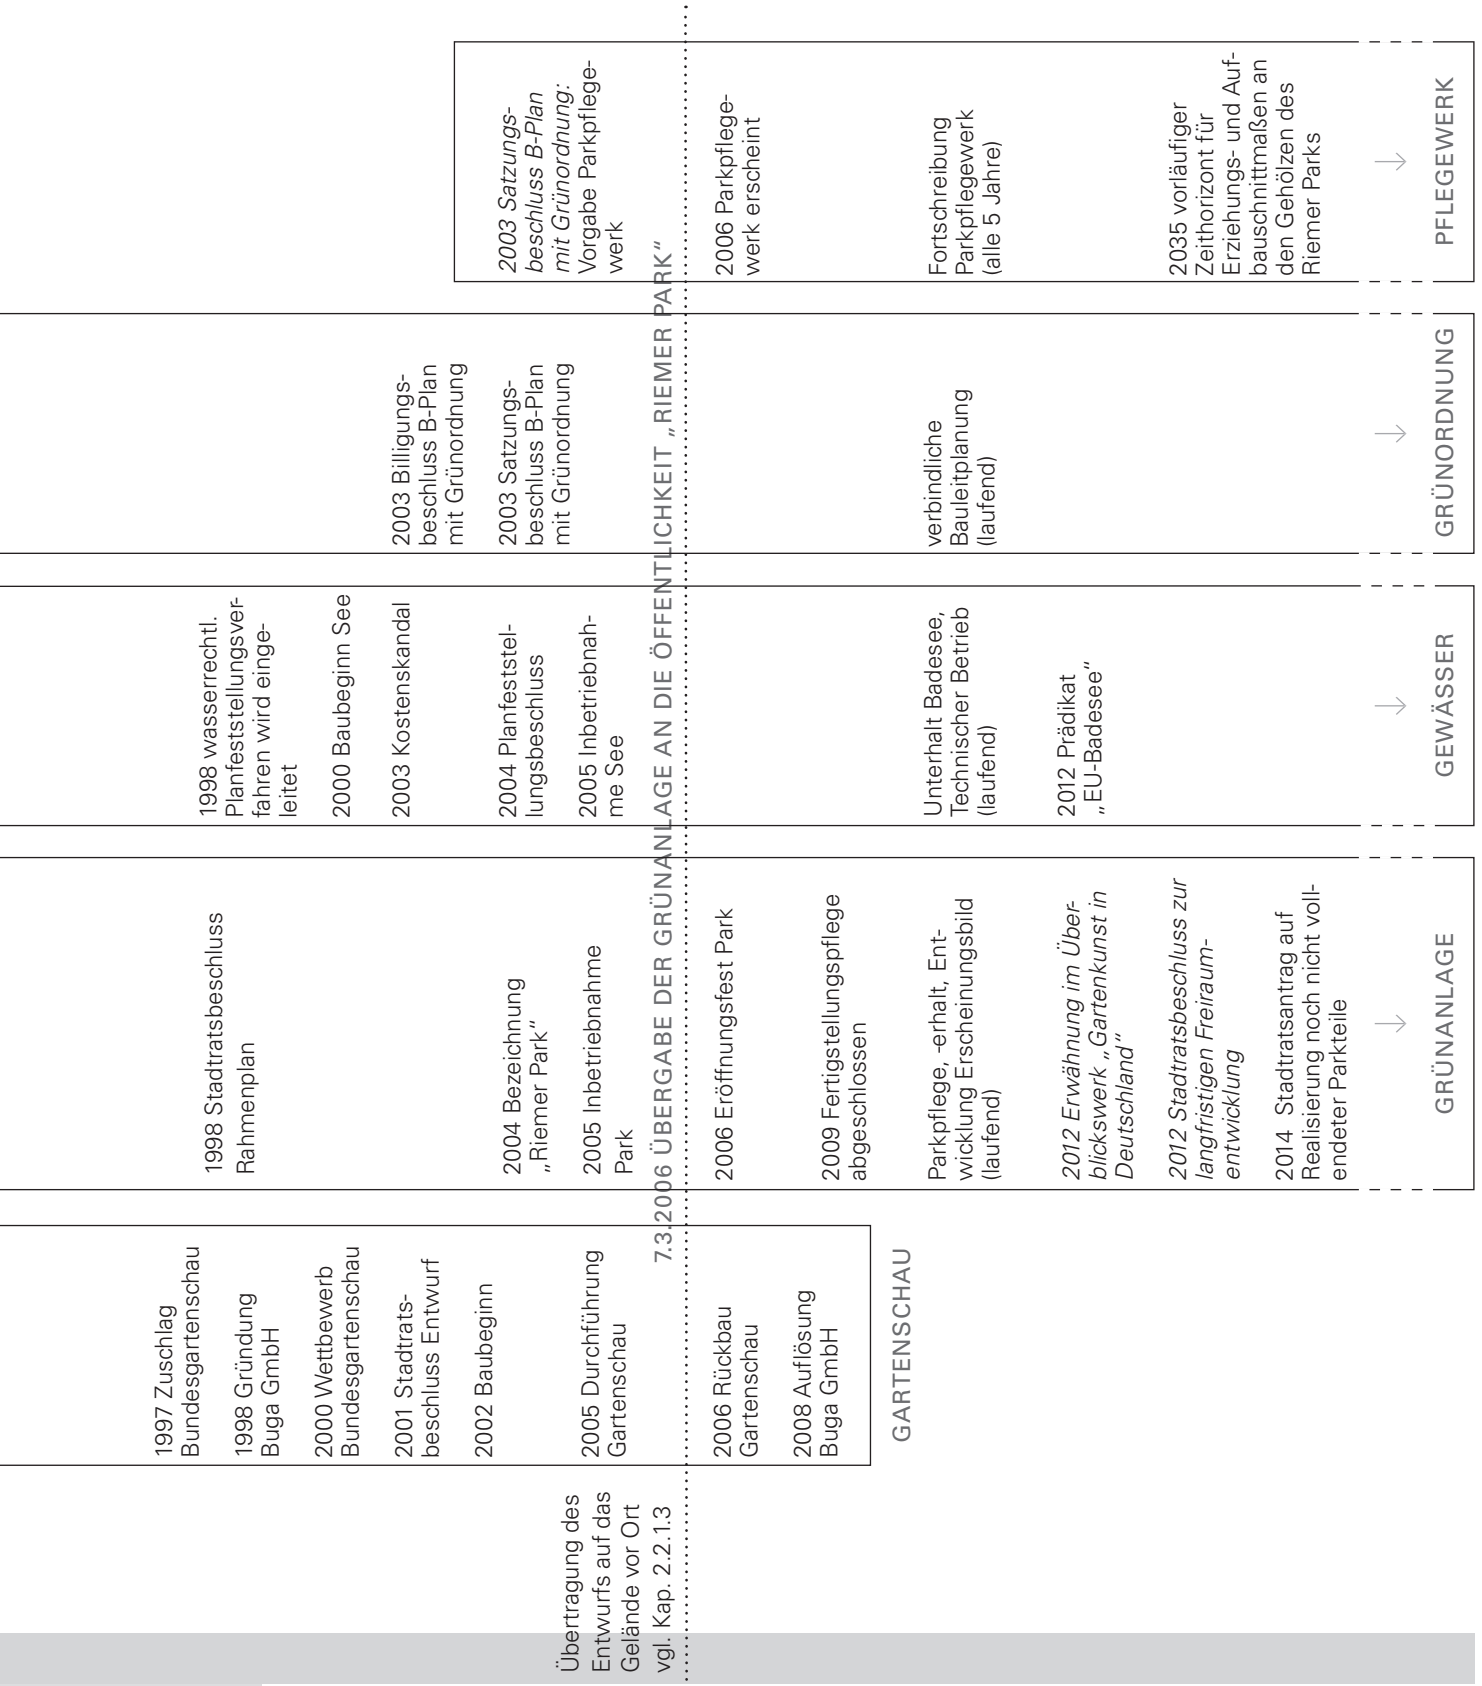 Übertragung des
Entwurfs auf das
Gelände vor Ort
vgl. Kap. 2.2.1.3
1997 Zuschlag
Bundesgartenschau
1998 Gründung
Buga GmbH
2000 Wettbewerb
Bundesgartenschau
2001 Stadtrats-
beschluss Entwurf
2002 Baubeginn
2005 Durchführung
Gartenschau
2006 Rückbau
Gartenschau
2008 Auflösung
Buga GmbH
GARTENSCHAU
7.3.2006 ÜBERGABE DER GRÜNANLAGE AN DIE ÖFFENTLICHKEIT „RIEMER PARK“
1998 Stadtratsbeschluss
Rahmenplan
2004 Bezeichnung
„Riemer Park“
2005 Inbetriebnahme
Park
2006 Eröffnungsfest Park
2009 Fertigstellungspflege
abgeschlossen
Parkpflege, -erhalt, Ent-
wicklung Erscheinungsbild
(laufend)
2012 Erwähnung im Über-
blickswerk „Gartenkunst in
Deutschland“
2012 Stadtratsbeschluss zur
langfristigen Freiraum-
entwicklung
2014 Stadtratsantrag auf
Realisierung noch nicht voll-
endeter Parkteile
GRÜNANLAGE
1998 wasserrechtl.
Planfeststellungsver-
fahren wird einge-
leitet
2000 Baubeginn See
2003 Kostenskandal
2004 Planfeststel-
lungsbeschluss
2005 Inbetriebnah-
me See
Unterhalt Badesee,
Technischer Betrieb
(laufend)
2012 Prädikat
„EU-Badesee“
GEWÄSSER
2003 Billigungs-
beschluss B-Plan
mit Grünordnung
2003 Satzungs-
beschluss B-Plan
mit Grünordnung
verbindliche
Bauleitplanung
(laufend)
GRÜNORDNUNG
2003 Satzungs-
beschluss B-Plan
mit Grünordnung:
Vorgabe Parkpflege-
werk
2006 Parkpflege-
werk erscheint
Fortschreibung
Parkpflegewerk
(alle 5 Jahre)
2035 vorläufiger
Zeithorizont für
Erziehungs- und Auf-
bauschnittmaßen an
den Gehölzen des
Riemer Parks
PFLEGEWERK